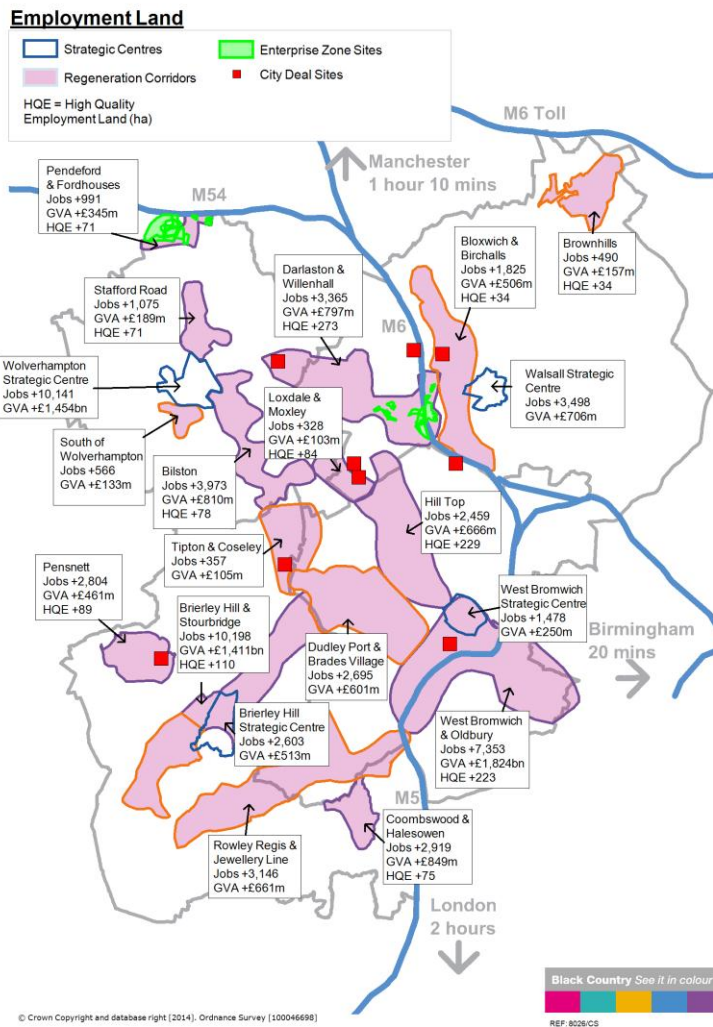 Employment Land
Strategic Centres
Enterprise Zone Sites
Regeneration Corridors
City Deal Sites
HQE = High Quality
Employment Land (ha)
M6 Toll
Manchester
1 hour 10 mins
M54
Pendeford
& Fordhouses
Jobs +991
GVA +£345m
HQE +71
Brownhills
Jobs +490
GVA +£157m
HQE +34
Bloxwich &
Birchalls
Jobs +1,825
GVA +£506m
HQE +34
Darlaston &
Willenhall
Jobs +3,365
GVA +£797m
HQE +273
Stafford Road
Jobs +1,075
GVA +£189m
HQE +71
M6
Wolverhampton
Strategic Centre
Jobs +10,141
GVA +£1,454bn
Walsall Strategic
Centre
Jobs +3,498
GVA +£706m
Loxdale &
Moxley
Jobs +328
GVA +£103m
HQE +84
South of
Wolverhampton
Jobs +566
GVA +£133m
Bilston
Jobs +3,973
GVA +£810m
HQE +78
Hill Top
Jobs +2,459
GVA +£666m
HQE +229
Tipton & Coseley
Jobs +357
GVA +£105m
Pensnett
Jobs +2,804
GVA +£461m
HQE +89
West Bromwich
Strategic Centre
Jobs +1,478
GVA +£250m
Brierley Hill &
Stourbridge
Jobs +10,198
GVA +£1,411bn
HQE +110
Birmingham
20 mins
Dudley Port &
Brades Village
Jobs +2,695
GVA +£601m
Brierley Hill
Strategic Centre
Jobs +2,603
GVA +£513m
West Bromwich
& Oldbury
Jobs +7,353
GVA +£1,824bn
HQE +223
M5
Coombswood &
Halesowen
Jobs +2,919
GVA +£849m
HQE +75
Rowley Regis &
Jewellery Line
Jobs +3,146
GVA +£661m
London
2 hours
Black Country See it in colour
© Crown Copyright and database right [2014]. Ordnance Survey [100046698]
REF: 8026/CS